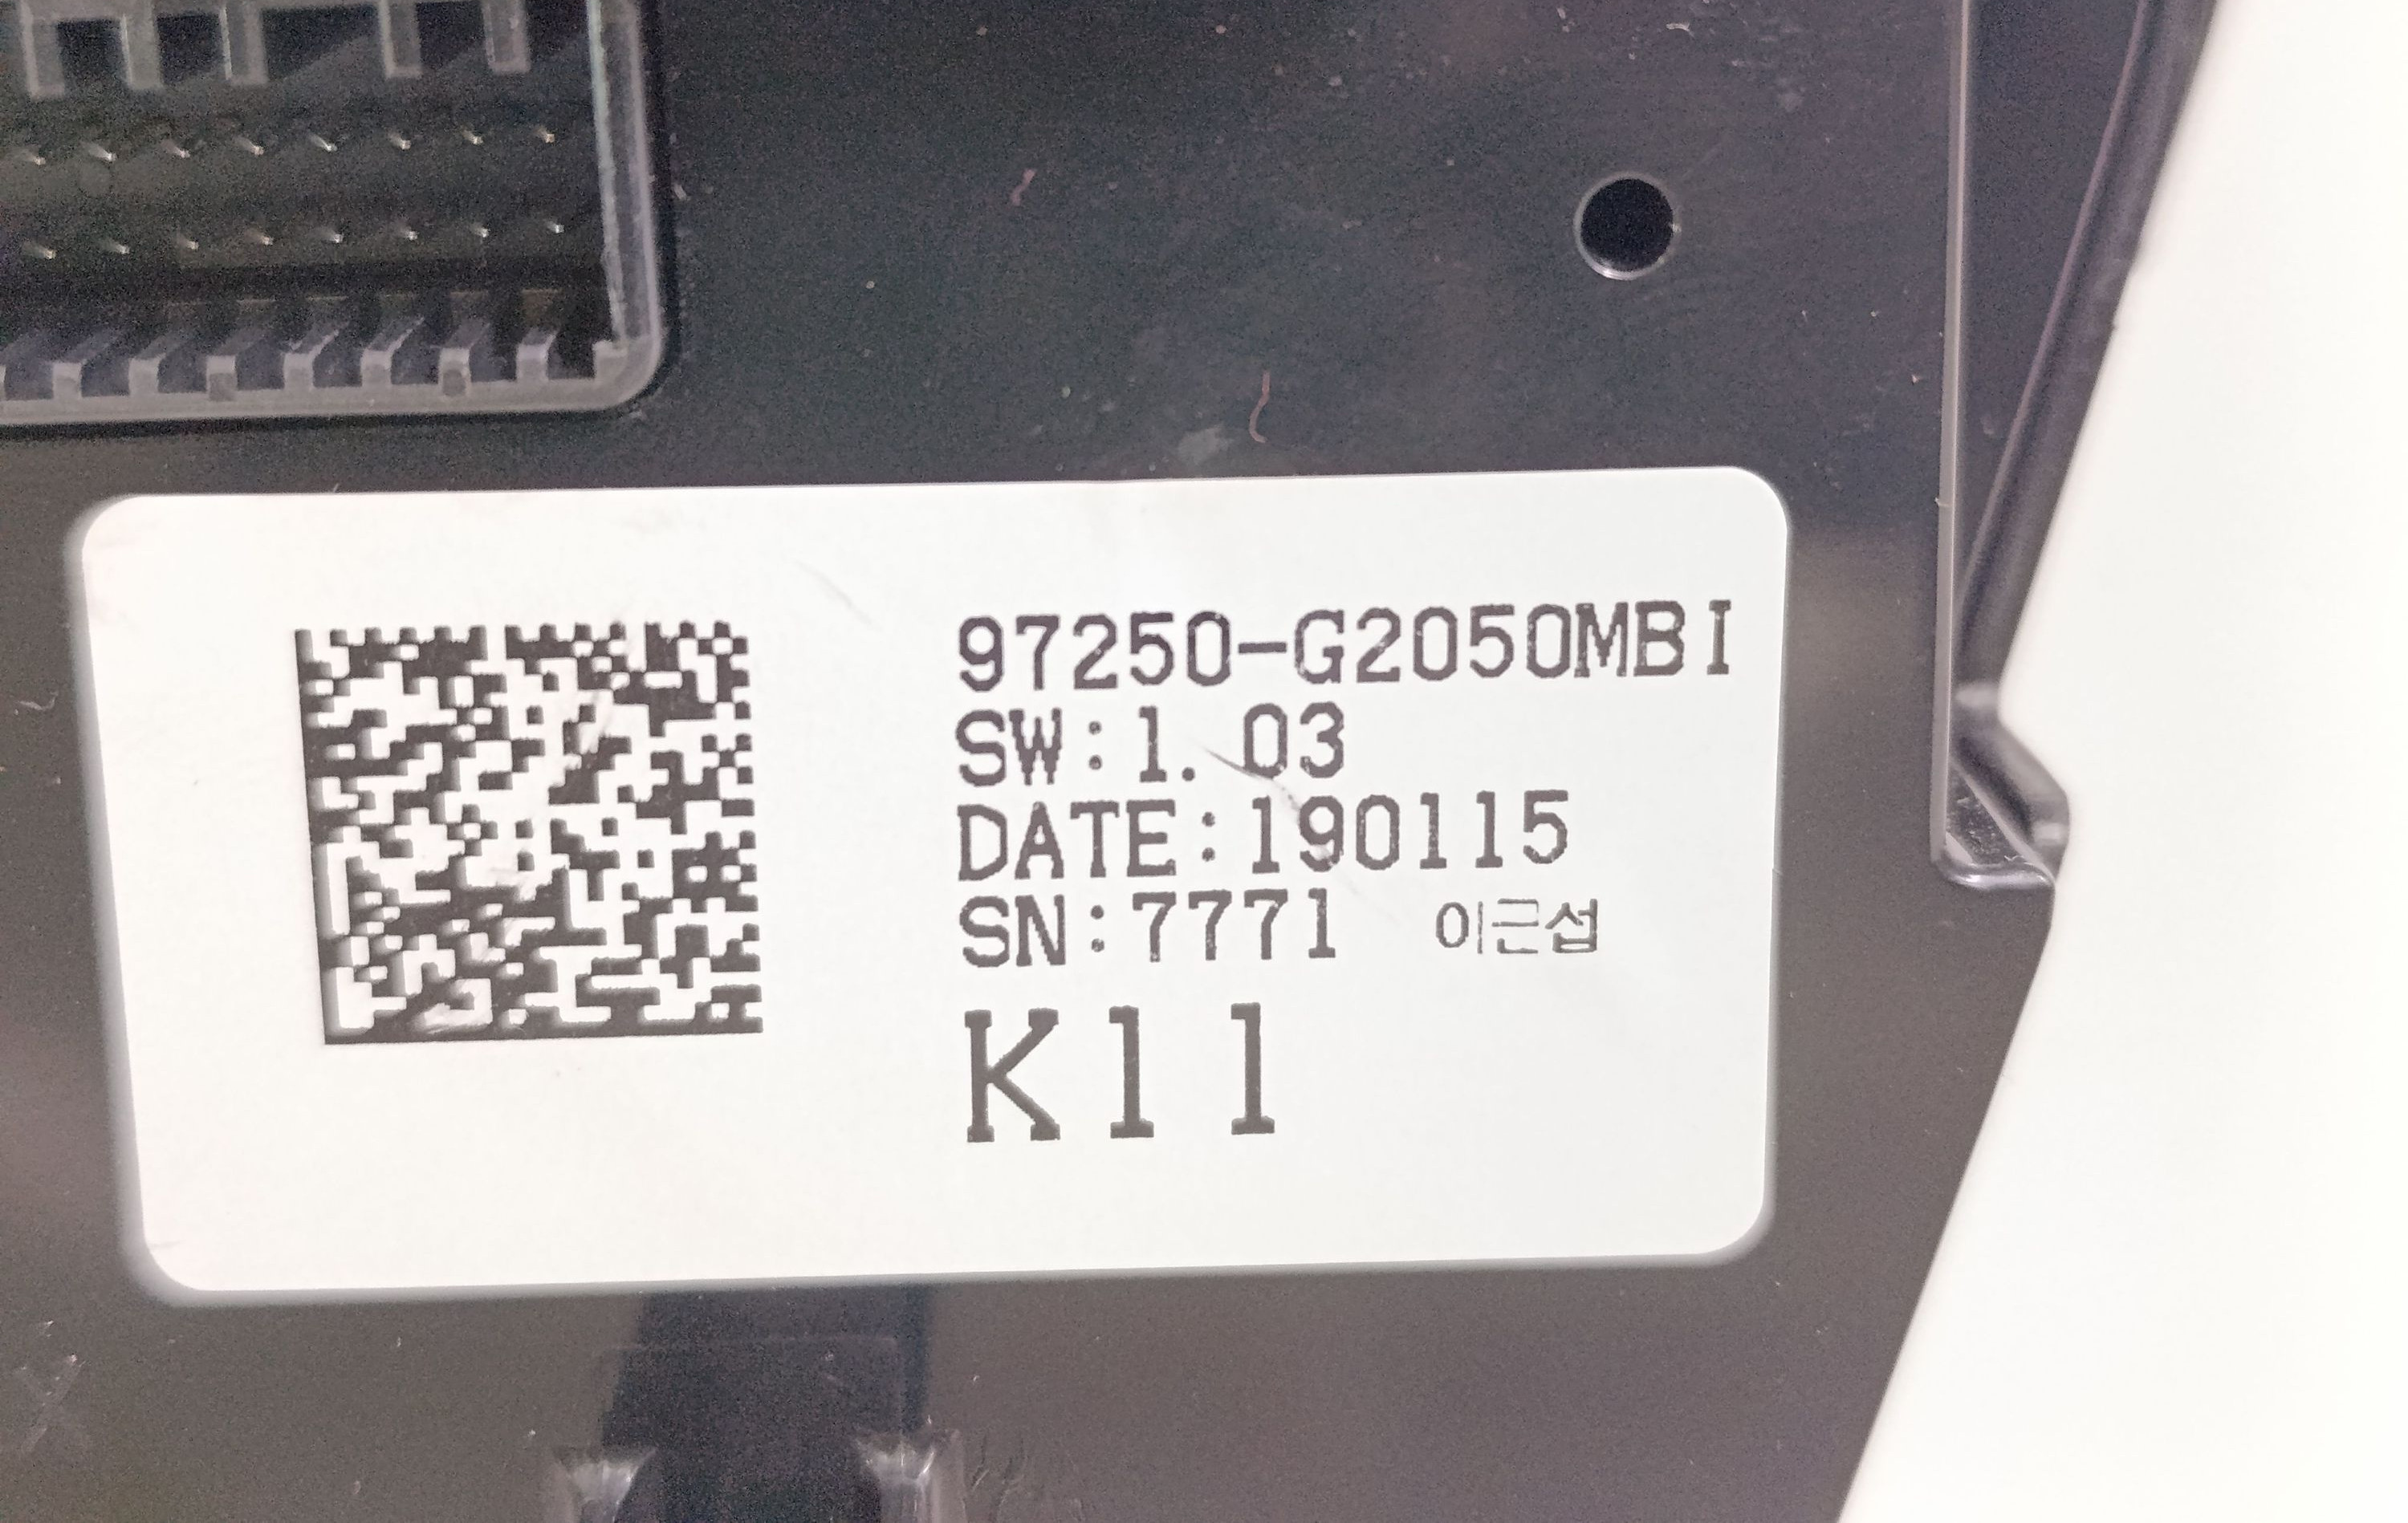 97250-G2050MBI
SW:1.03
DATE:190115
SN:7771 이근섭
K11